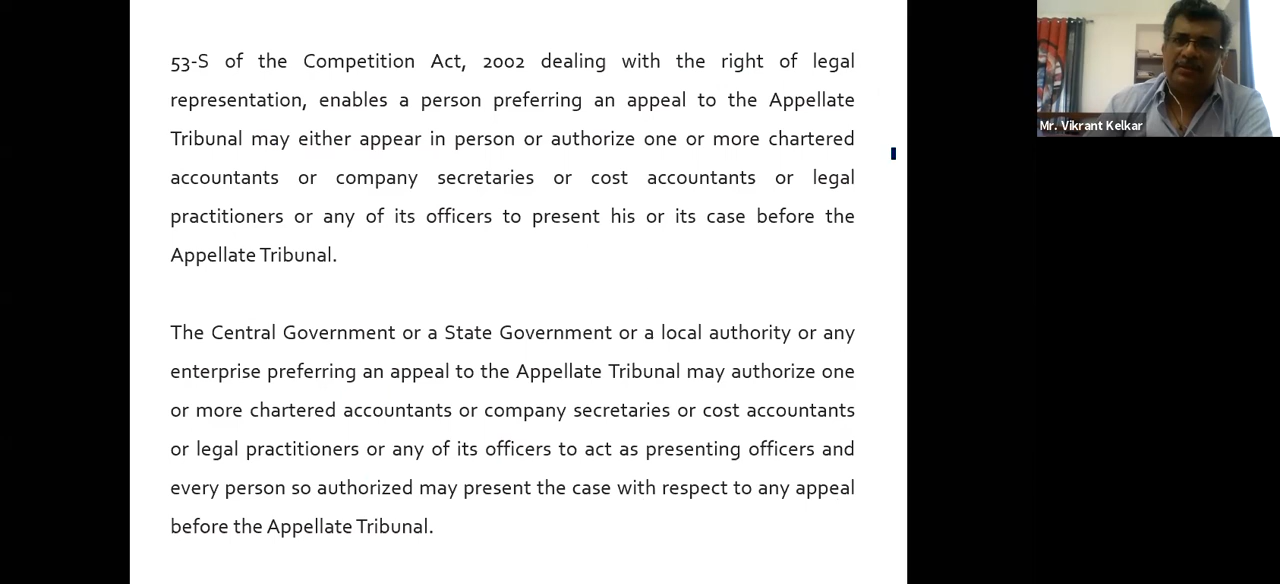 53-S of the Competition Act, 2002 dealing with the right of legal
representation, enables a person preferring an appeal to the Appellate
Tribunal may either appear in person or authorize one or more chartered
accountants or company secretaries or cost accountants or legal
practitioners or any of its officers to present his or its case before the
Appellate Tribunal.
The Central Government or a State Government or a local authority or any
enterprise preferring an appeal to the Appellate Tribunal may authorize one
or more chartered accountants or company secretaries or cost accountants
or legal practitioners or any of its officers to act as presenting officers and
every person so authorized may present the case with respect to any appeal
before the Appellate Tribunal.
Mr. Vikrant Kelkar